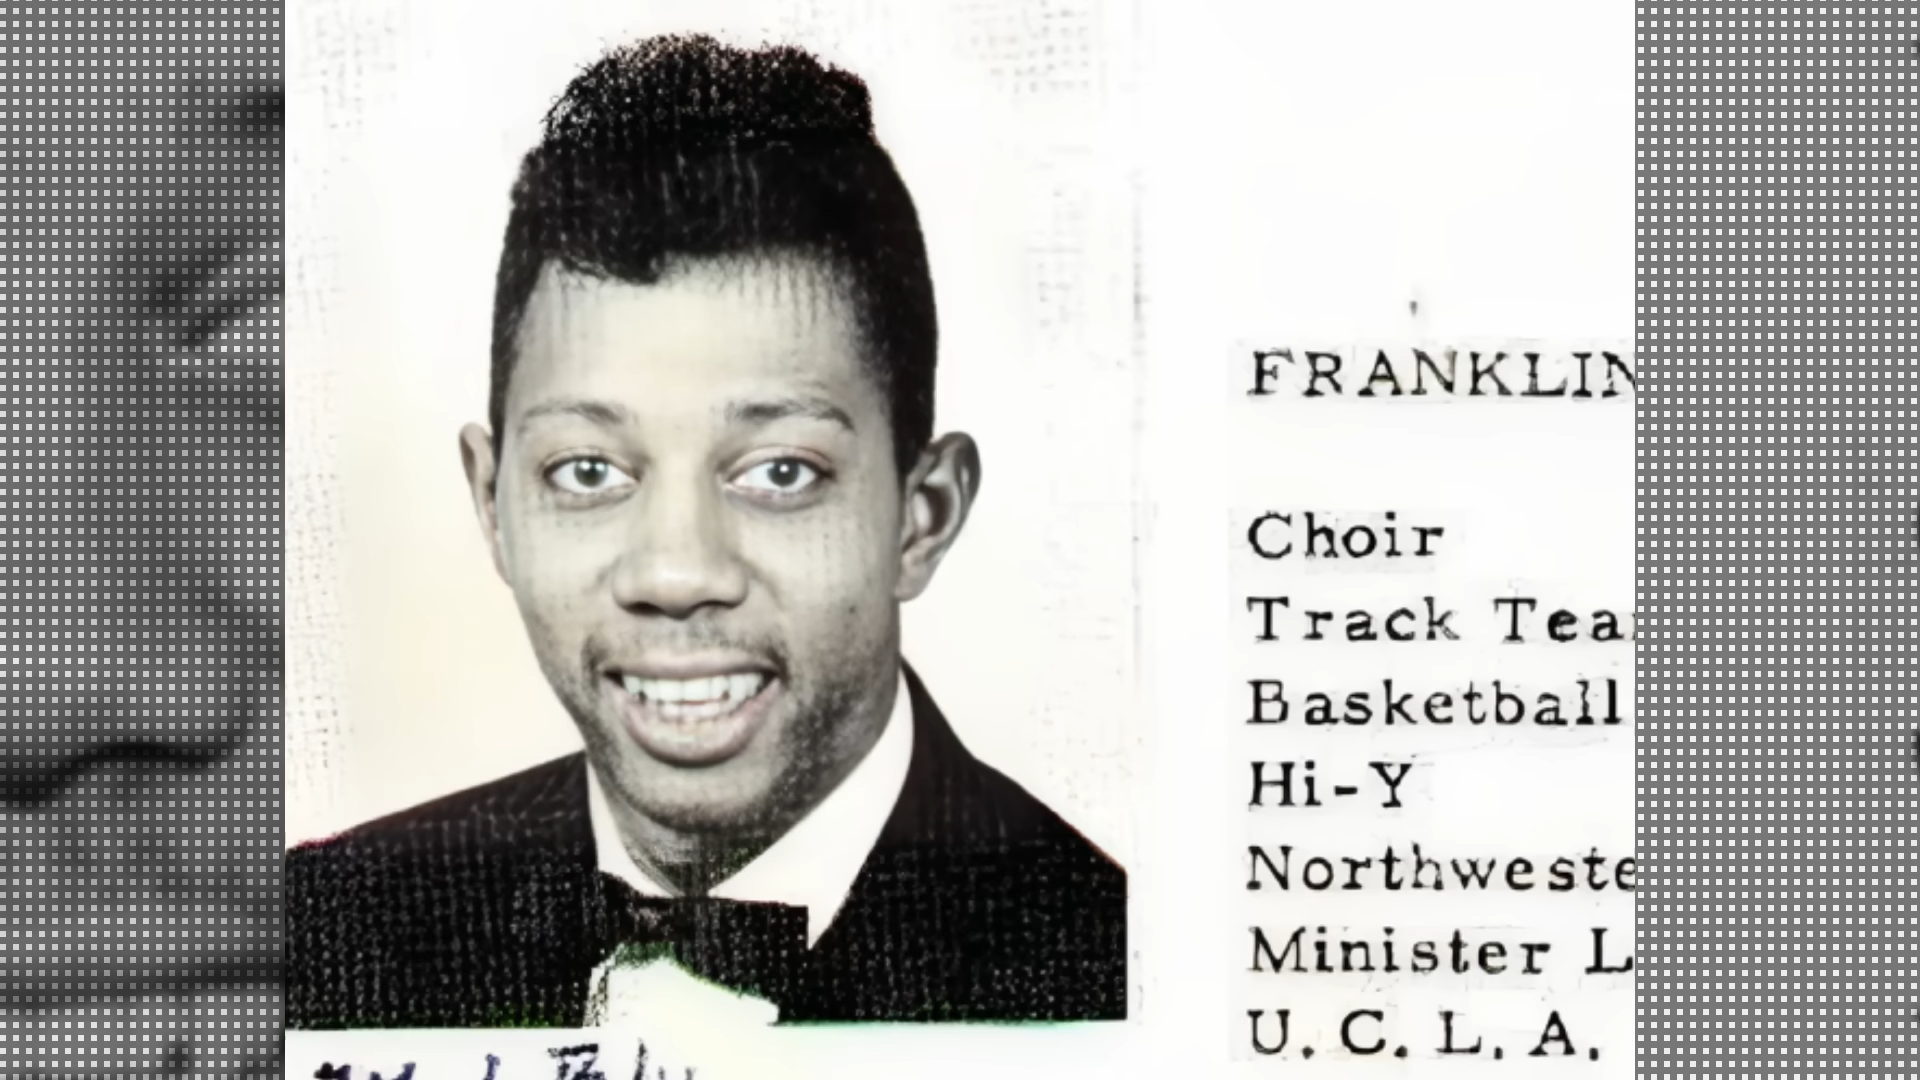 FRANKLIN
Choir
Track Tea
Basketball
Hi-Y
Northweste
Minister L
U.C.L.A.